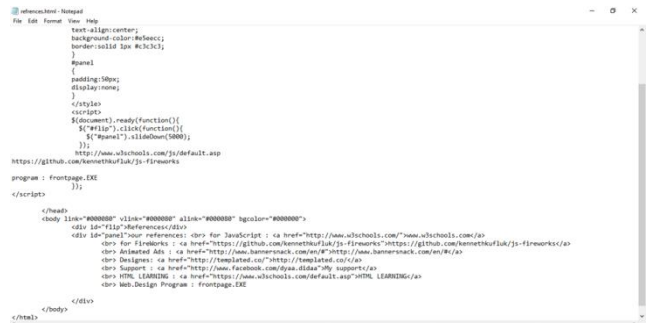 refrences.html - Notepad
File Edit Format View Help
text-align:center;
background-color:#e5eecc;
border:solid 1px #c3c3c3;
}
#panel
{
padding:50px;
display:none;
}
</style>
<script>
$(document).ready(function(){
$("#flip").click(function(){
$("#panel").slideDown(5000);
});
http://www.w3schools.com/js/default.asp
https://github.com/kennethkufluk/js-fireworks
program : frontpage.EXE
});
</script>
</head>
<body link="#000080" vlink="#000080" alink="#000080" bgcolor="#000000">
<div id="flip">References</div>
<div id="panel">our references: <br> for JavaScript : <a href="http://www.w3schools.com/">www.w3schools.com</a>
<br> for FireWorks : <a href="https://github.com/kennethkufluk/js-fireworks">https://github.com/kennethkufluk/js-fireworks</a>
<br> Animated Ads : <a href="http://www.bannersnack.com/en/#">http://www.bannersnack.com/en/#</a>
<br> Designes: <a href="http://templated.co/">http://templated.co/</a>
<br> Support : <a href="http://www.facebook.com/dyaa.didaa">My support</a>
<br> HTML LEARNING : <a href="https://www.w3schools.com/default.asp">HTML LEARNING</a>
<br> Web.Design Program : frontpage.EXE
</div>
</body>
</html>